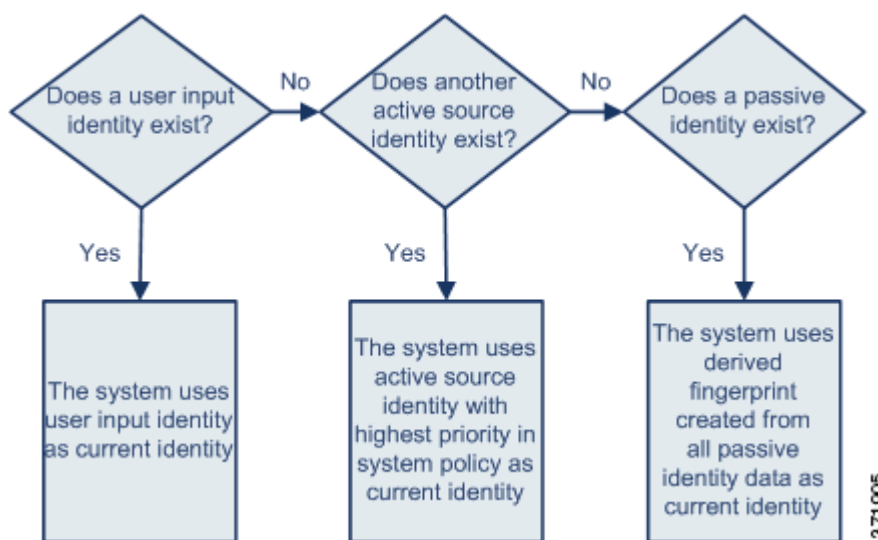 Does a user input
identity exist?
No
Does another
active source
identity exist?
No
Does a passive
identity exist?
Yes
Yes
Yes
The system uses
user input identity
as current identity
The system uses
active source
identity with
highest priority in
system policy as
current identity
The system uses
derived
fingerprint
created from
all passive
identity data as
current identity